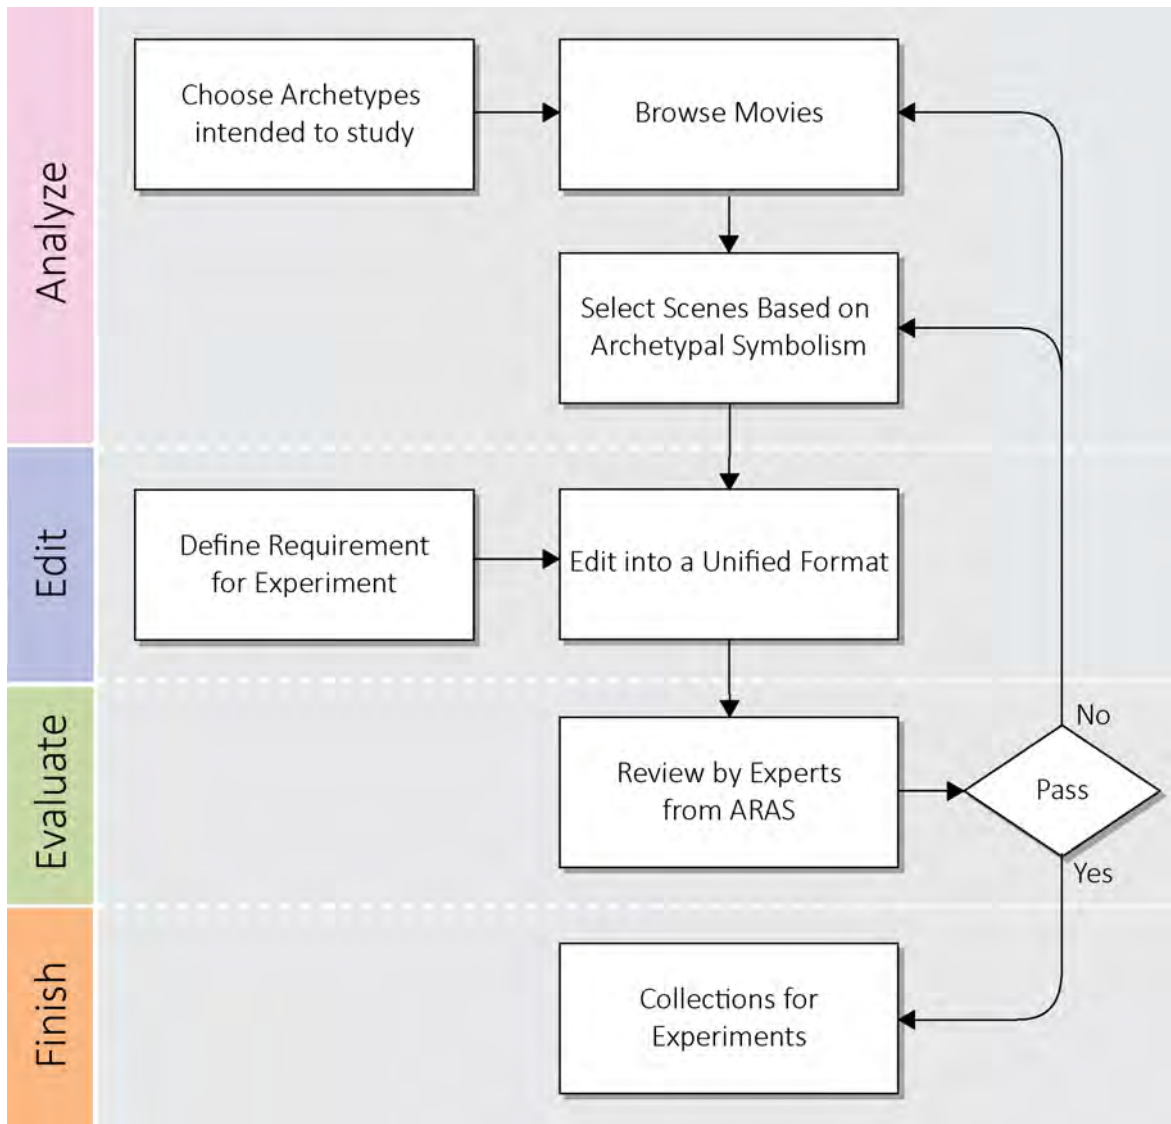 Analyze
Choose Archetypes
intended to study
Browse Movies
Select Scenes Based on
Archetypal Symbolism
Edit
Define Requirement
for Experiment
Edit into a Unified Format
Evaluate
Review by Experts
from ARAS
No
Pass
Yes
Finish
Collections for
Experiments